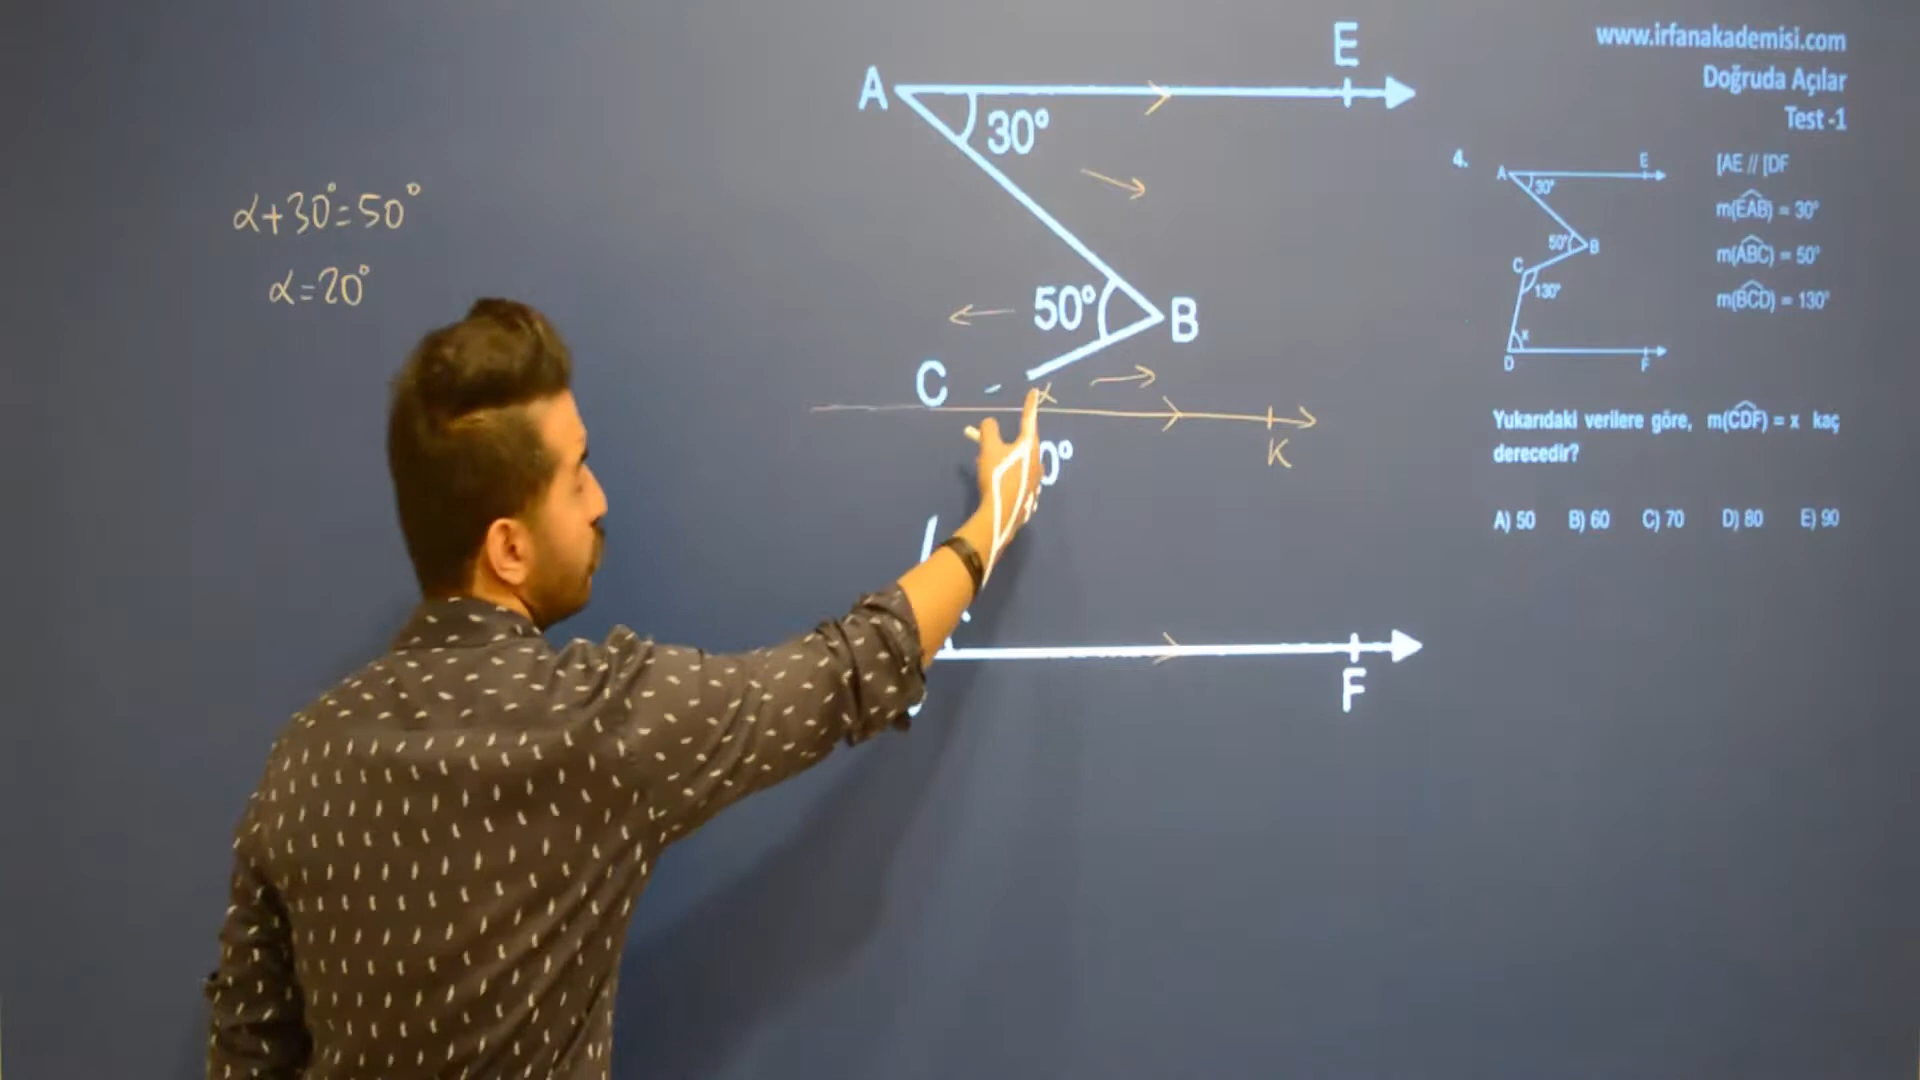 α+30°=50°
α=20°
A
E
30°
50°
B
C
α
K
0°
F
www.irfanakademisi.com
Doğruda Açılar
Test -1
4.
A
E
30°
50°
B
C
130°
x
D
F
[AE // [DF
m(EAB) = 30°
m(ABC) = 50°
m(BCD) = 130°
Yukarıdaki verilere göre, m(CDF) = x kaç
derecedir?
A) 50 B) 60 C) 70 D) 80 E) 90